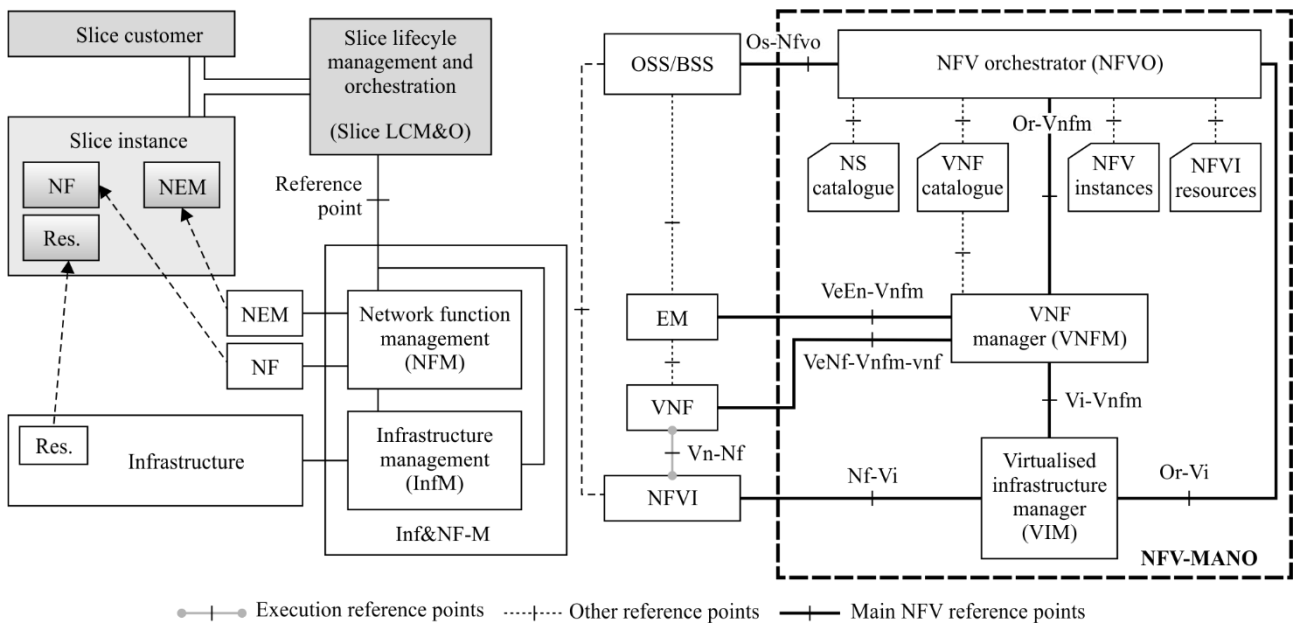 Slice customer
Slice lifecyle
management and
orchestration
(Slice LCM&O)
Slice instance
NF
NEM
Res.
Reference
point
NEM
NF
Network function
management
(NFM)
Res.
Infrastructure
Infrastructure
management
(InfM)
Inf&NF-M
OSS/BSS
Os-Nfvo
NFV orchestrator (NFVO)
Or-Vnfm
NS
catalogue
VNF
catalogue
NFV
instances
NFVI
resources
EM
VeEn-Vnfm
VNF
manager (VNFM)
VeNf-Vnfm-vnf
VNF
Vi-Vnfm
Vn-Nf
NFVI
Nf-Vi
Virtualised
infrastructure
manager
(VIM)
Or-Vi
NFV-MANO
Execution reference points
Other reference points
Main NFV reference points